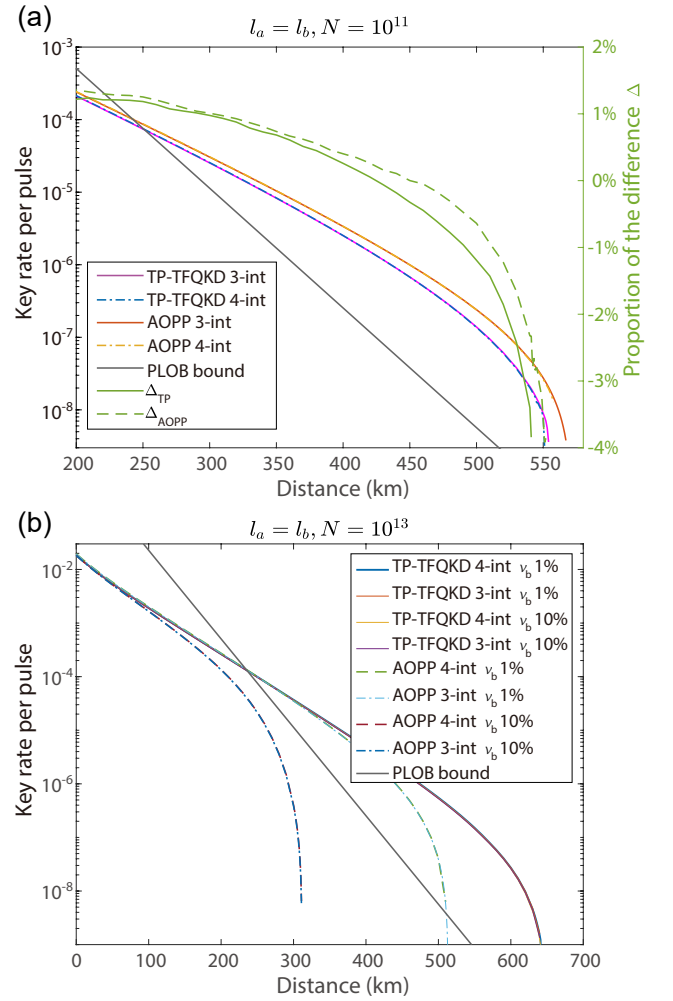 (a)
l_a = l_b, N = 10^11
10^-3
10^-4
10^-5
10^-6
10^-7
10^-8
Key rate per pulse
2%
1%
0%
-1%
-2%
-3%
-4%
Proportion of the difference Δ
TP-TFQKD 3-int
TP-TFQKD 4-int
AOPP 3-int
AOPP 4-int
PLOB bound
Δ_TP
Δ_AOPP
200 250 300 350 400 450 500 550
Distance (km)
(b)
l_a = l_b, N = 10^13
10^-2
10^-4
10^-6
10^-8
Key rate per pulse
TP-TFQKD 4-int ν_b 1%
TP-TFQKD 3-int ν_b 1%
TP-TFQKD 4-int ν_b 10%
TP-TFQKD 3-int ν_b 10%
AOPP 4-int ν_b 1%
AOPP 3-int ν_b 1%
AOPP 4-int ν_b 10%
AOPP 3-int ν_b 10%
PLOB bound
0 100 200 300 400 500 600 700
Distance (km)